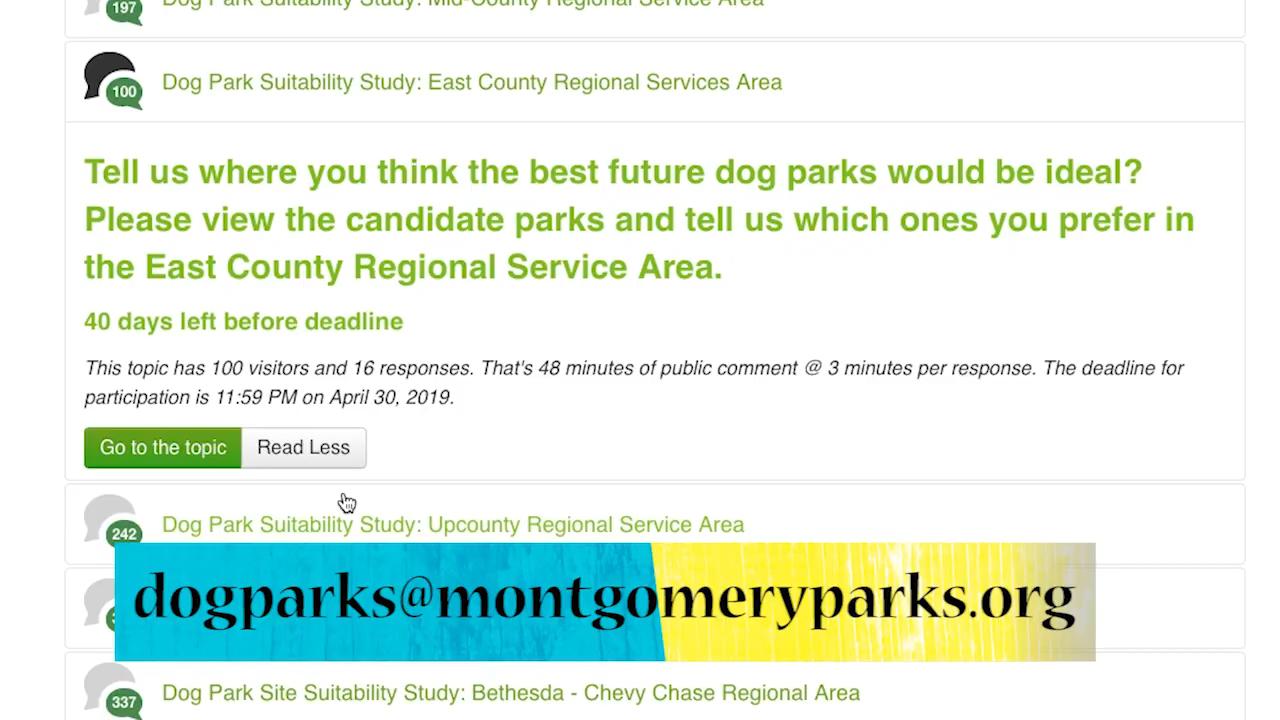 197
Dog Park Suitability Study: Mid-County Regional Service Area
100
Dog Park Suitability Study: East County Regional Services Area
Tell us where you think the best future dog parks would be ideal?
Please view the candidate parks and tell us which ones you prefer in
the East County Regional Service Area.
40 days left before deadline
This topic has 100 visitors and 16 responses. That's 48 minutes of public comment @ 3 minutes per response. The deadline for
participation is 11:59 PM on April 30, 2019.
Go to the topic
Read Less
242
Dog Park Suitability Study: Upcounty Regional Service Area
dogparks@montgomeryparks.org
337
Dog Park Site Suitability Study: Bethesda - Chevy Chase Regional Area